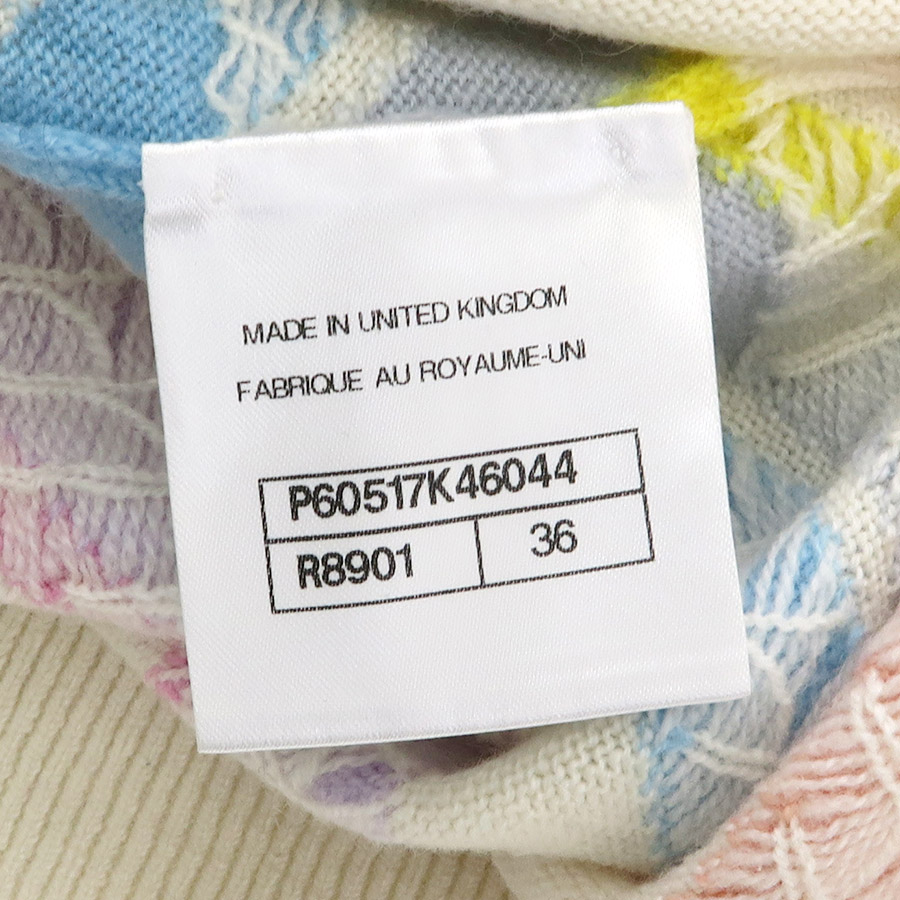 MADE IN UNITED KINGDOM
FABRIQUE AU ROYAUME-UNI
P60517K46044
R8901 36